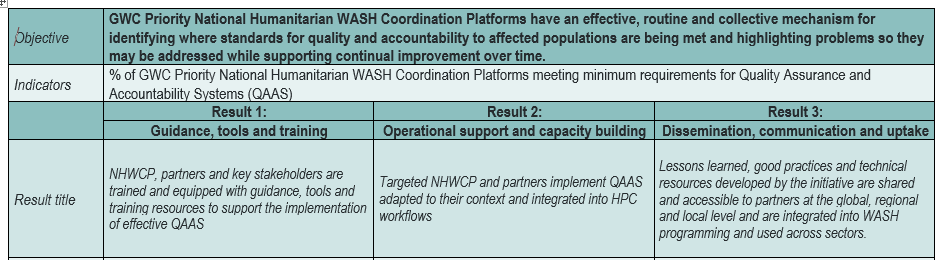 Objective
GWC Priority National Humanitarian WASH Coordination Platforms have an effective, routine and collective mechanism for
identifying where standards for quality and accountability to affected populations are being met and highlighting problems so they
may be addressed while supporting continual improvement over time.
Indicators
% of GWC Priority National Humanitarian WASH Coordination Platforms meeting minimum requirements for Quality Assurance and
Accountability Systems (QAAS)
Result 1:
Guidance, tools and training
Result 2:
Operational support and capacity building
Result 3:
Dissemination, communication and uptake
Result title
NHWCP, partners and key stakeholders are
trained and equipped with guidance, tools and
training resources to support the implementation
of effective QAAS
Targeted NHWCP and partners implement QAAS
adapted to their context and integrated into HPC
workflows
Lessons learned, good practices and technical
resources developed by the initiative are shared
and accessible to partners at the global, regional
and local level and are integrated into WASH
programming and used across sectors.